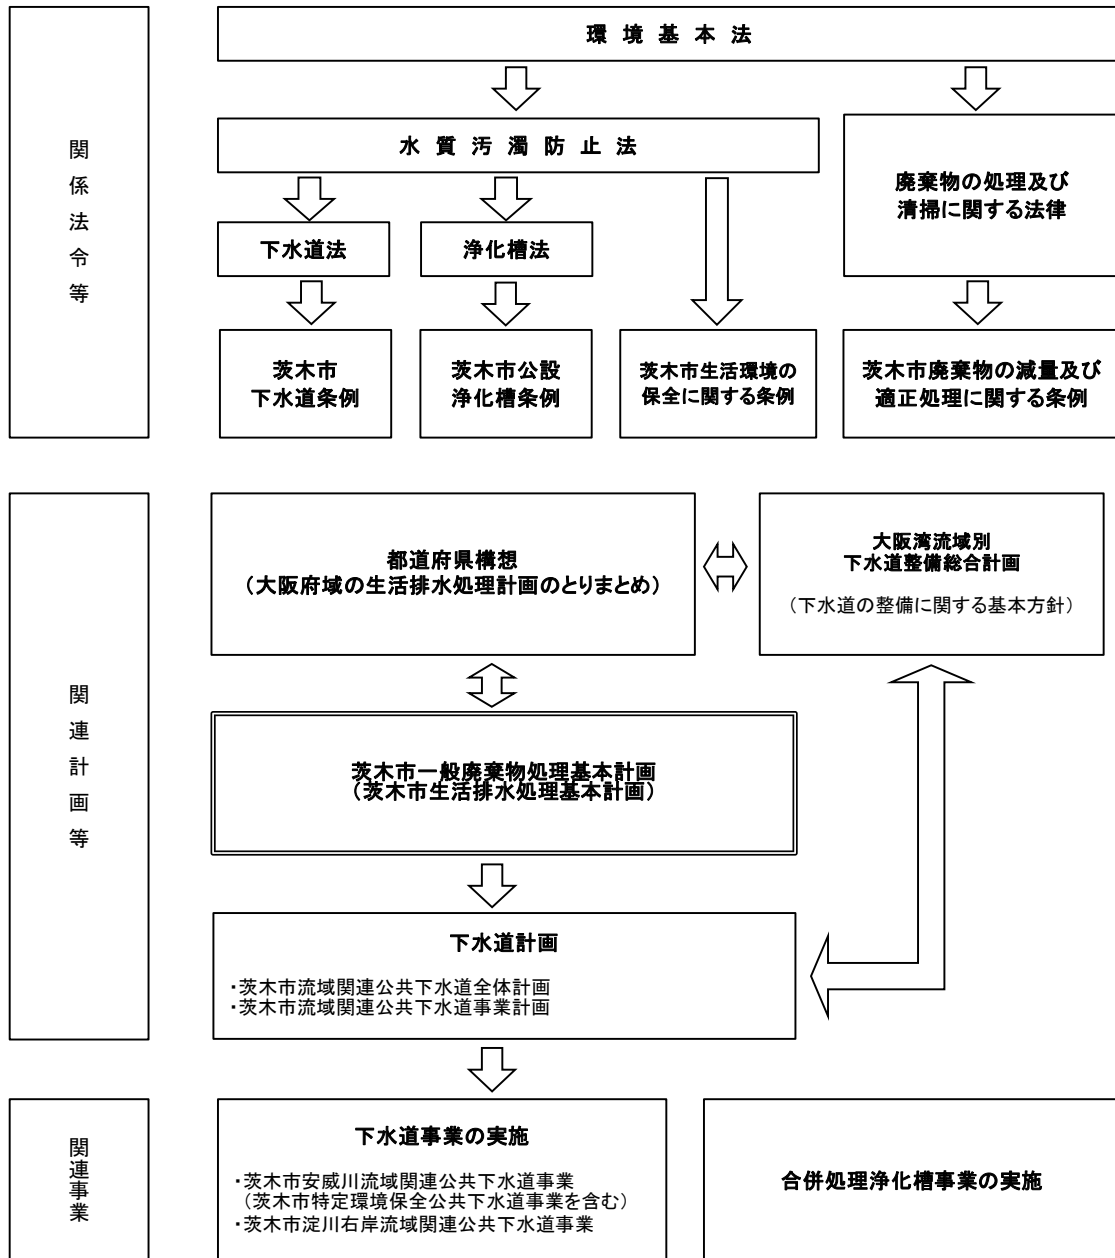 関係法令等
環境基本法
水質汚濁防止法
廃棄物の処理及び
清掃に関する法律
下水道法
浄化槽法
茨木市
下水道条例
茨木市公設
浄化槽条例
茨木市生活環境の
保全に関する条例
茨木市廃棄物の減量及び
適正処理に関する条例
関連計画等
都道府県構想
（大阪府域の生活排水処理計画のとりまとめ）
大阪湾流域別
下水道整備総合計画
（下水道の整備に関する基本方針）
茨木市一般廃棄物処理基本計画
（茨木市生活排水処理基本計画）
下水道計画
・茨木市流域関連公共下水道全体計画
・茨木市流域関連公共下水道事業計画
関連事業
下水道事業の実施
・茨木市安威川流域関連公共下水道事業
（茨木市特定環境保全公共下水道事業を含む）
・茨木市淀川右岸流域関連公共下水道事業
合併処理浄化槽事業の実施